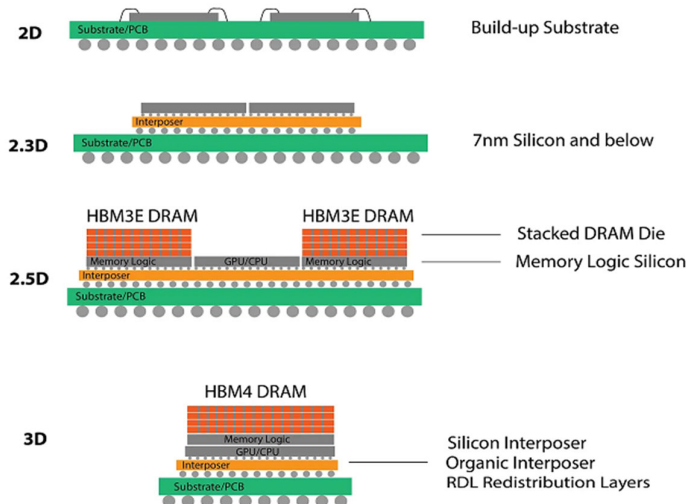 2D
Substrate/PCB
Build-up Substrate
2.3D
Interposer
Substrate/PCB
7nm Silicon and below
HBM3E DRAM
HBM3E DRAM
Stacked DRAM Die
2.5D
Memory Logic
GPU/CPU
Memory Logic
Memory Logic Silicon
Interposer
Substrate/PCB
HBM4 DRAM
3D
Memory Logic
GPU/CPU
Interposer
Substrate/PCB
Silicon Interposer
Organic Interposer
RDL Redistribution Layers